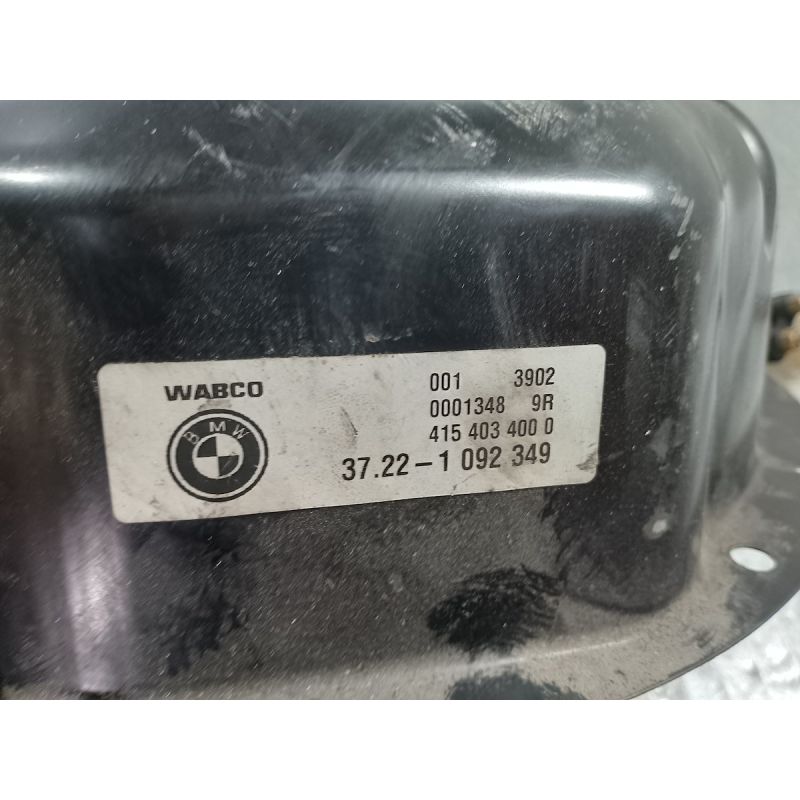 WABCO
BMW
001 3902
0001348 9R
415 403 400 0
37.22-1 092 349